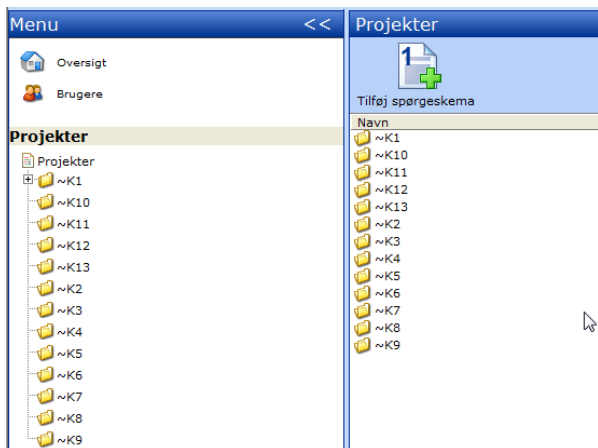 Menu <<
Oversigt
Brugere
Projekter
Projekter
~K1
~K10
~K11
~K12
~K13
~K2
~K3
~K4
~K5
~K6
~K7
~K8
~K9
Projekter
1
Tilføj spørgeskema
Navn
~K1
~K10
~K11
~K12
~K13
~K2
~K3
~K4
~K5
~K6
~K7
~K8
~K9